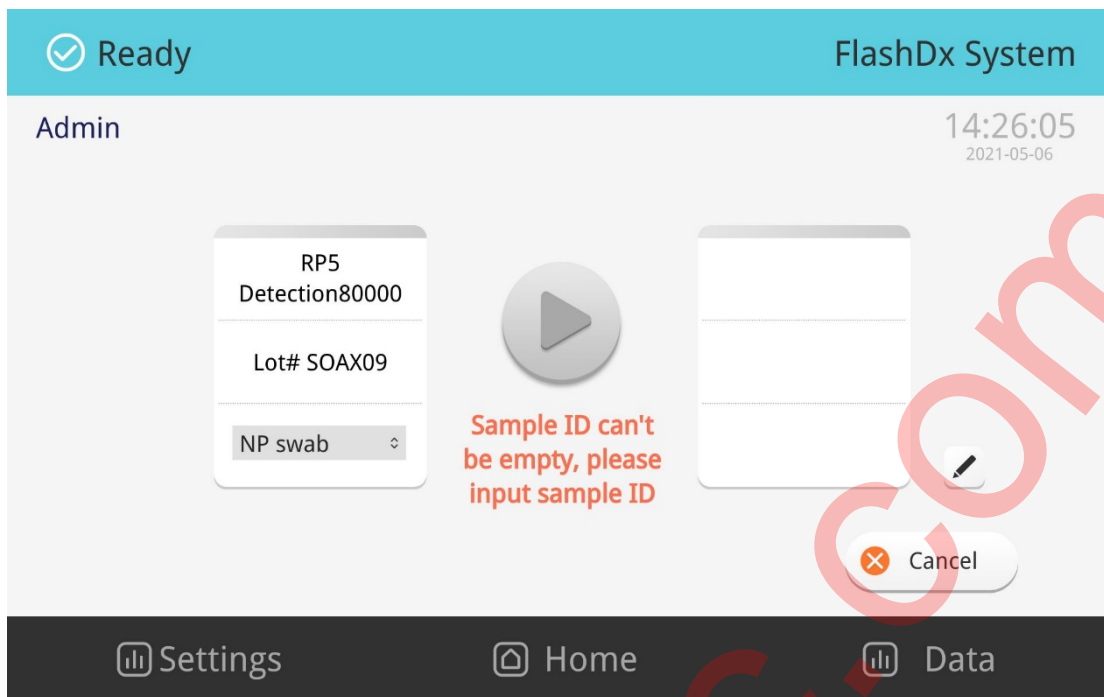 Ready
FlashDx System
Admin
14:26:05
2021-05-06
RP5
Detection80000
Lot# SOAX09
NP swab
Sample ID can't
be empty, please
input sample ID
Cancel
Settings
Home
Data